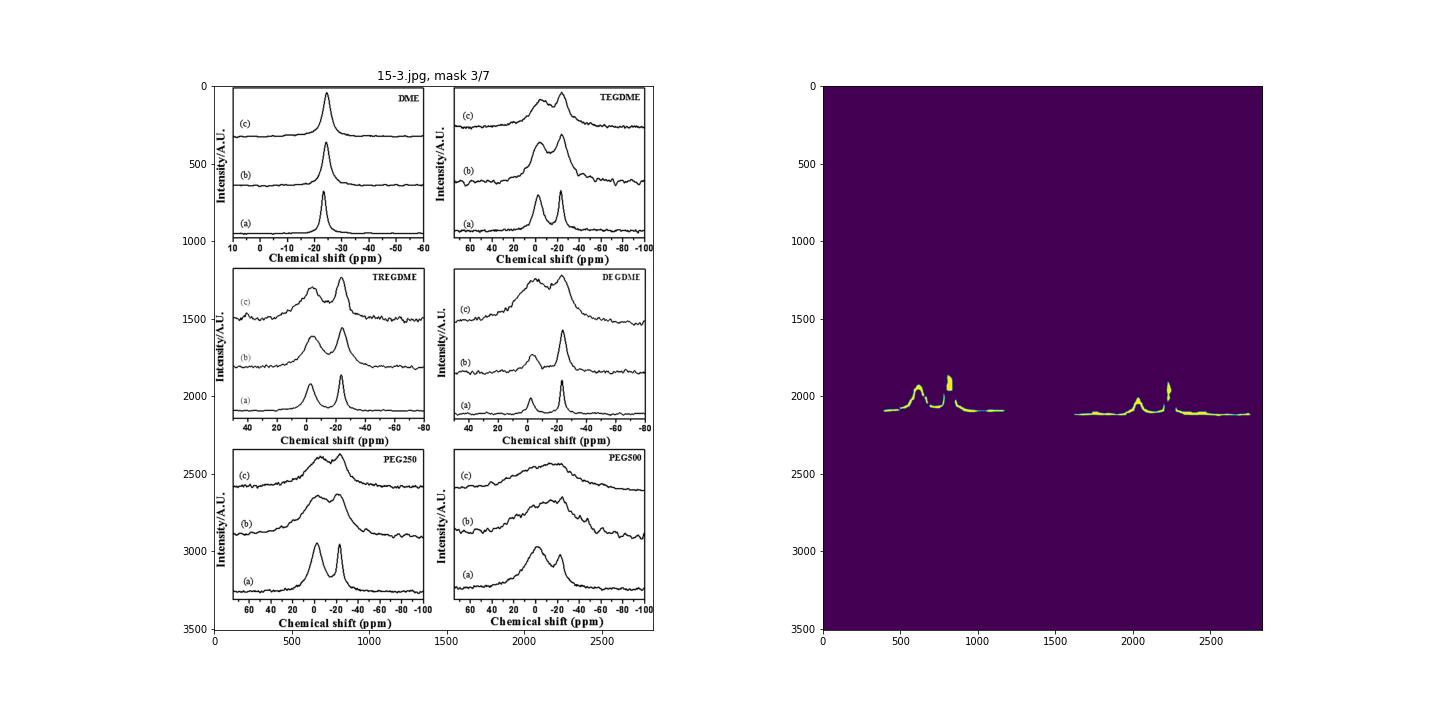 15-3.jpg, mask 3/7
0
500
1000
1500
2000
2500
3000
3500
0 500 1000 1500 2000 2500
DME
(c)
(b)
(a)
Intensity/A.U.
10 0 -10 -20 -30 -40 -50 -60
Chemical shift (ppm)
TEGDME
(c)
(b)
(a)
Intensity/A.U.
60 40 20 0 -20 -40 -60 -80 -100
Chemical shift (ppm)
TREGDME
(c)
(b)
(a)
Intensity/A.U.
40 20 0 -20 -40 -60 -80
Chemical shift (ppm)
DEGDME
(c)
(b)
(a)
Intensity/A.U.
40 20 0 -20 -40 -60 -80
Chemical shift (ppm)
PEG250
(c)
(b)
(a)
Intensity/A.U.
60 40 20 0 -20 -40 -60 -80 -100
Chemical shift (ppm)
PEG500
(c)
(b)
(a)
Intensity/A.U.
60 40 20 0 -20 -40 -60 -80 -100
Chemical shift (ppm)
0
500
1000
1500
2000
2500
3000
3500
0 500 1000 1500 2000 2500